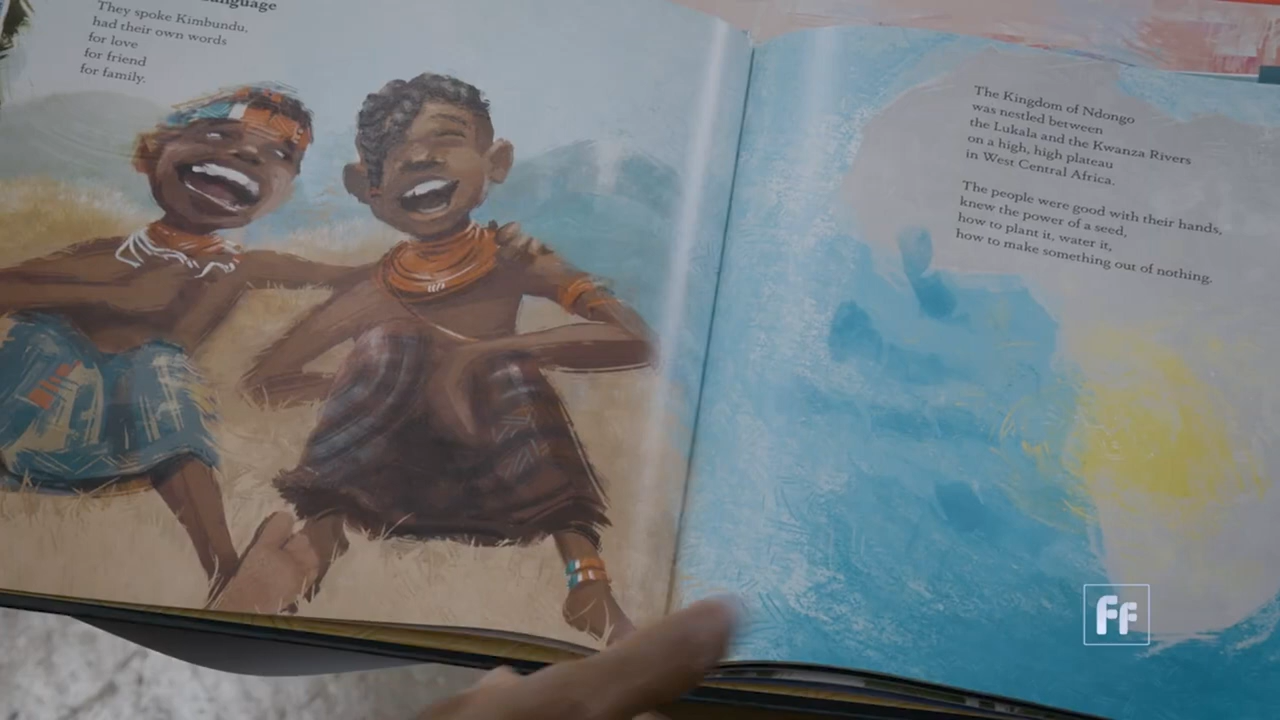 Language
They spoke Kimbundu,
had their own words
for love
for friend
for family.
The Kingdom of Ndongo
was nestled between
the Lukala and the Kwanza Rivers
on a high, high plateau
in West Central Africa.
The people were good with their hands,
knew the power of a seed,
how to plant it, water it,
how to make something out of nothing.
Ff